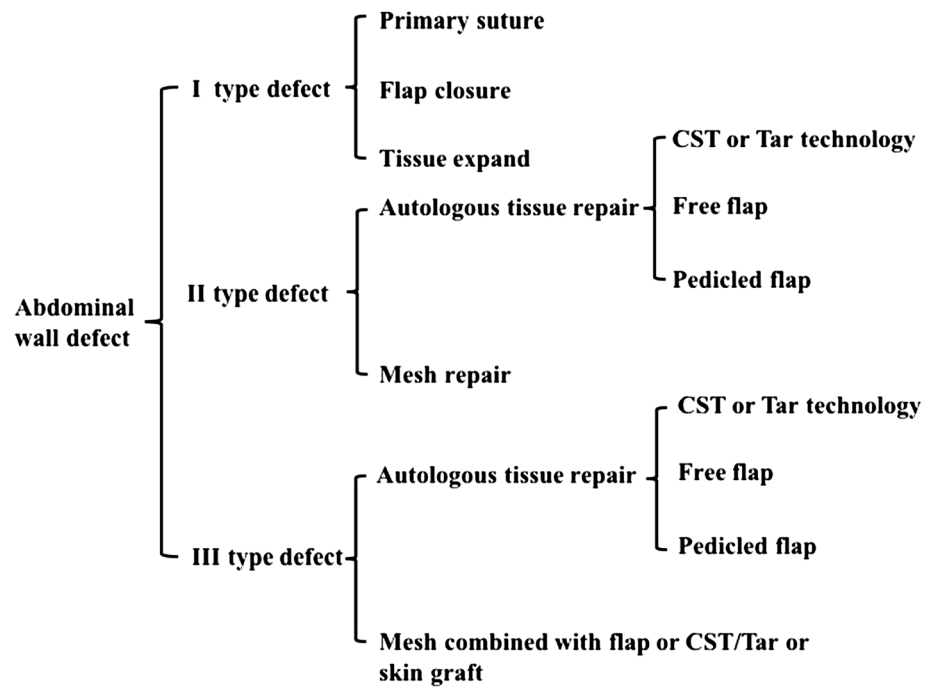 Primary suture
I type defect
Flap closure
Tissue expand
CST or Tar technology
Autologous tissue repair
Free flap
Pedicled flap
II type defect
Abdominal
wall defect
Mesh repair
CST or Tar technology
Autologous tissue repair
Free flap
Pedicled flap
III type defect
Mesh combined with flap or CST/Tar or
skin graft